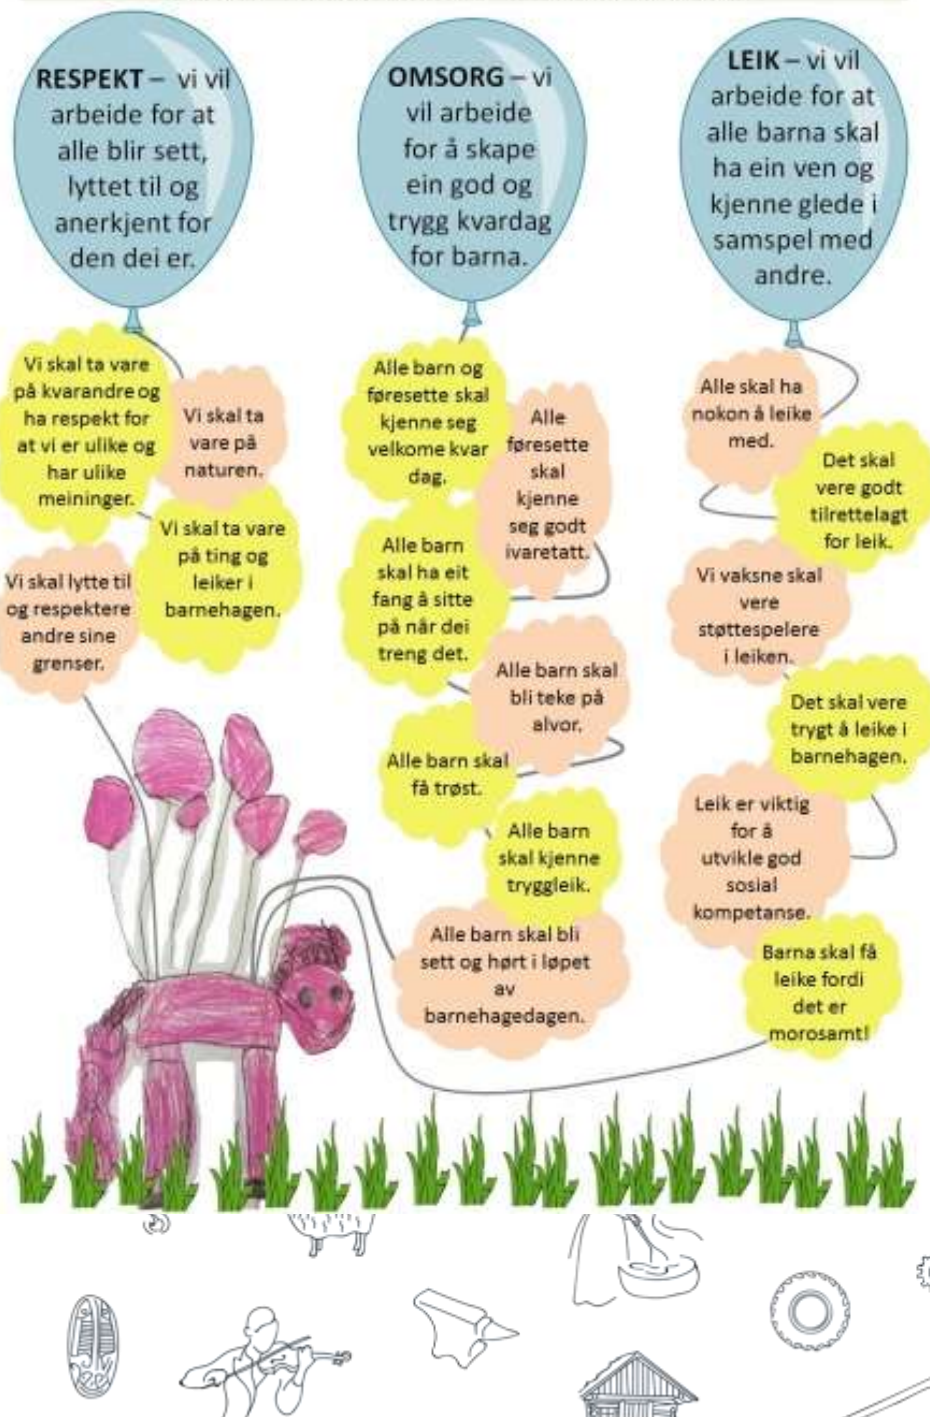 RESPEKT – vi vil
arbeide for at
alle blir sett,
lyttet til og
anerkjent for
den dei er.
Vi skal ta vare
på kvarandre og
ha respekt for
at vi er ulike og
har ulike
meininger.
Vi skal ta
vare på
naturen.
Vi skal ta vare
på ting og
leiker i
barnehagen.
Vi skal lytte til
og respektere
andre sine
grenser.
OMSORG – vi
vil arbeide
for å skape
ein god og
trygg kvardag
for barna.
Alle barn og
føresette skal
kjenne seg
velkome kvar
dag.
Alle
føresette
skal
kjenne
seg godt
ivaretatt.
Alle barn
skal ha eit
fang å sitte
på når dei
treng det.
Alle barn skal
bli teke på
alvor.
Alle barn skal
få trøst.
Alle barn
skal kjenne
tryggleik.
Alle barn skal bli
sett og hørt i løpet
av
barnehagedagen.
LEIK – vi vil
arbeide for at
alle barna skal
ha ein ven og
kjenne glede i
samspel med
andre.
Alle skal ha
nokon å leike
med.
Det skal
vere godt
tilrettelagt
for leik.
Vi vaksne skal
vere
støttespelere
i leiken.
Det skal vere
trygt å leike i
barnehagen.
Leik er viktig
for å
utvikle god
sosial
kompetanse.
Barna skal få
leike fordi
det er
morosamt!